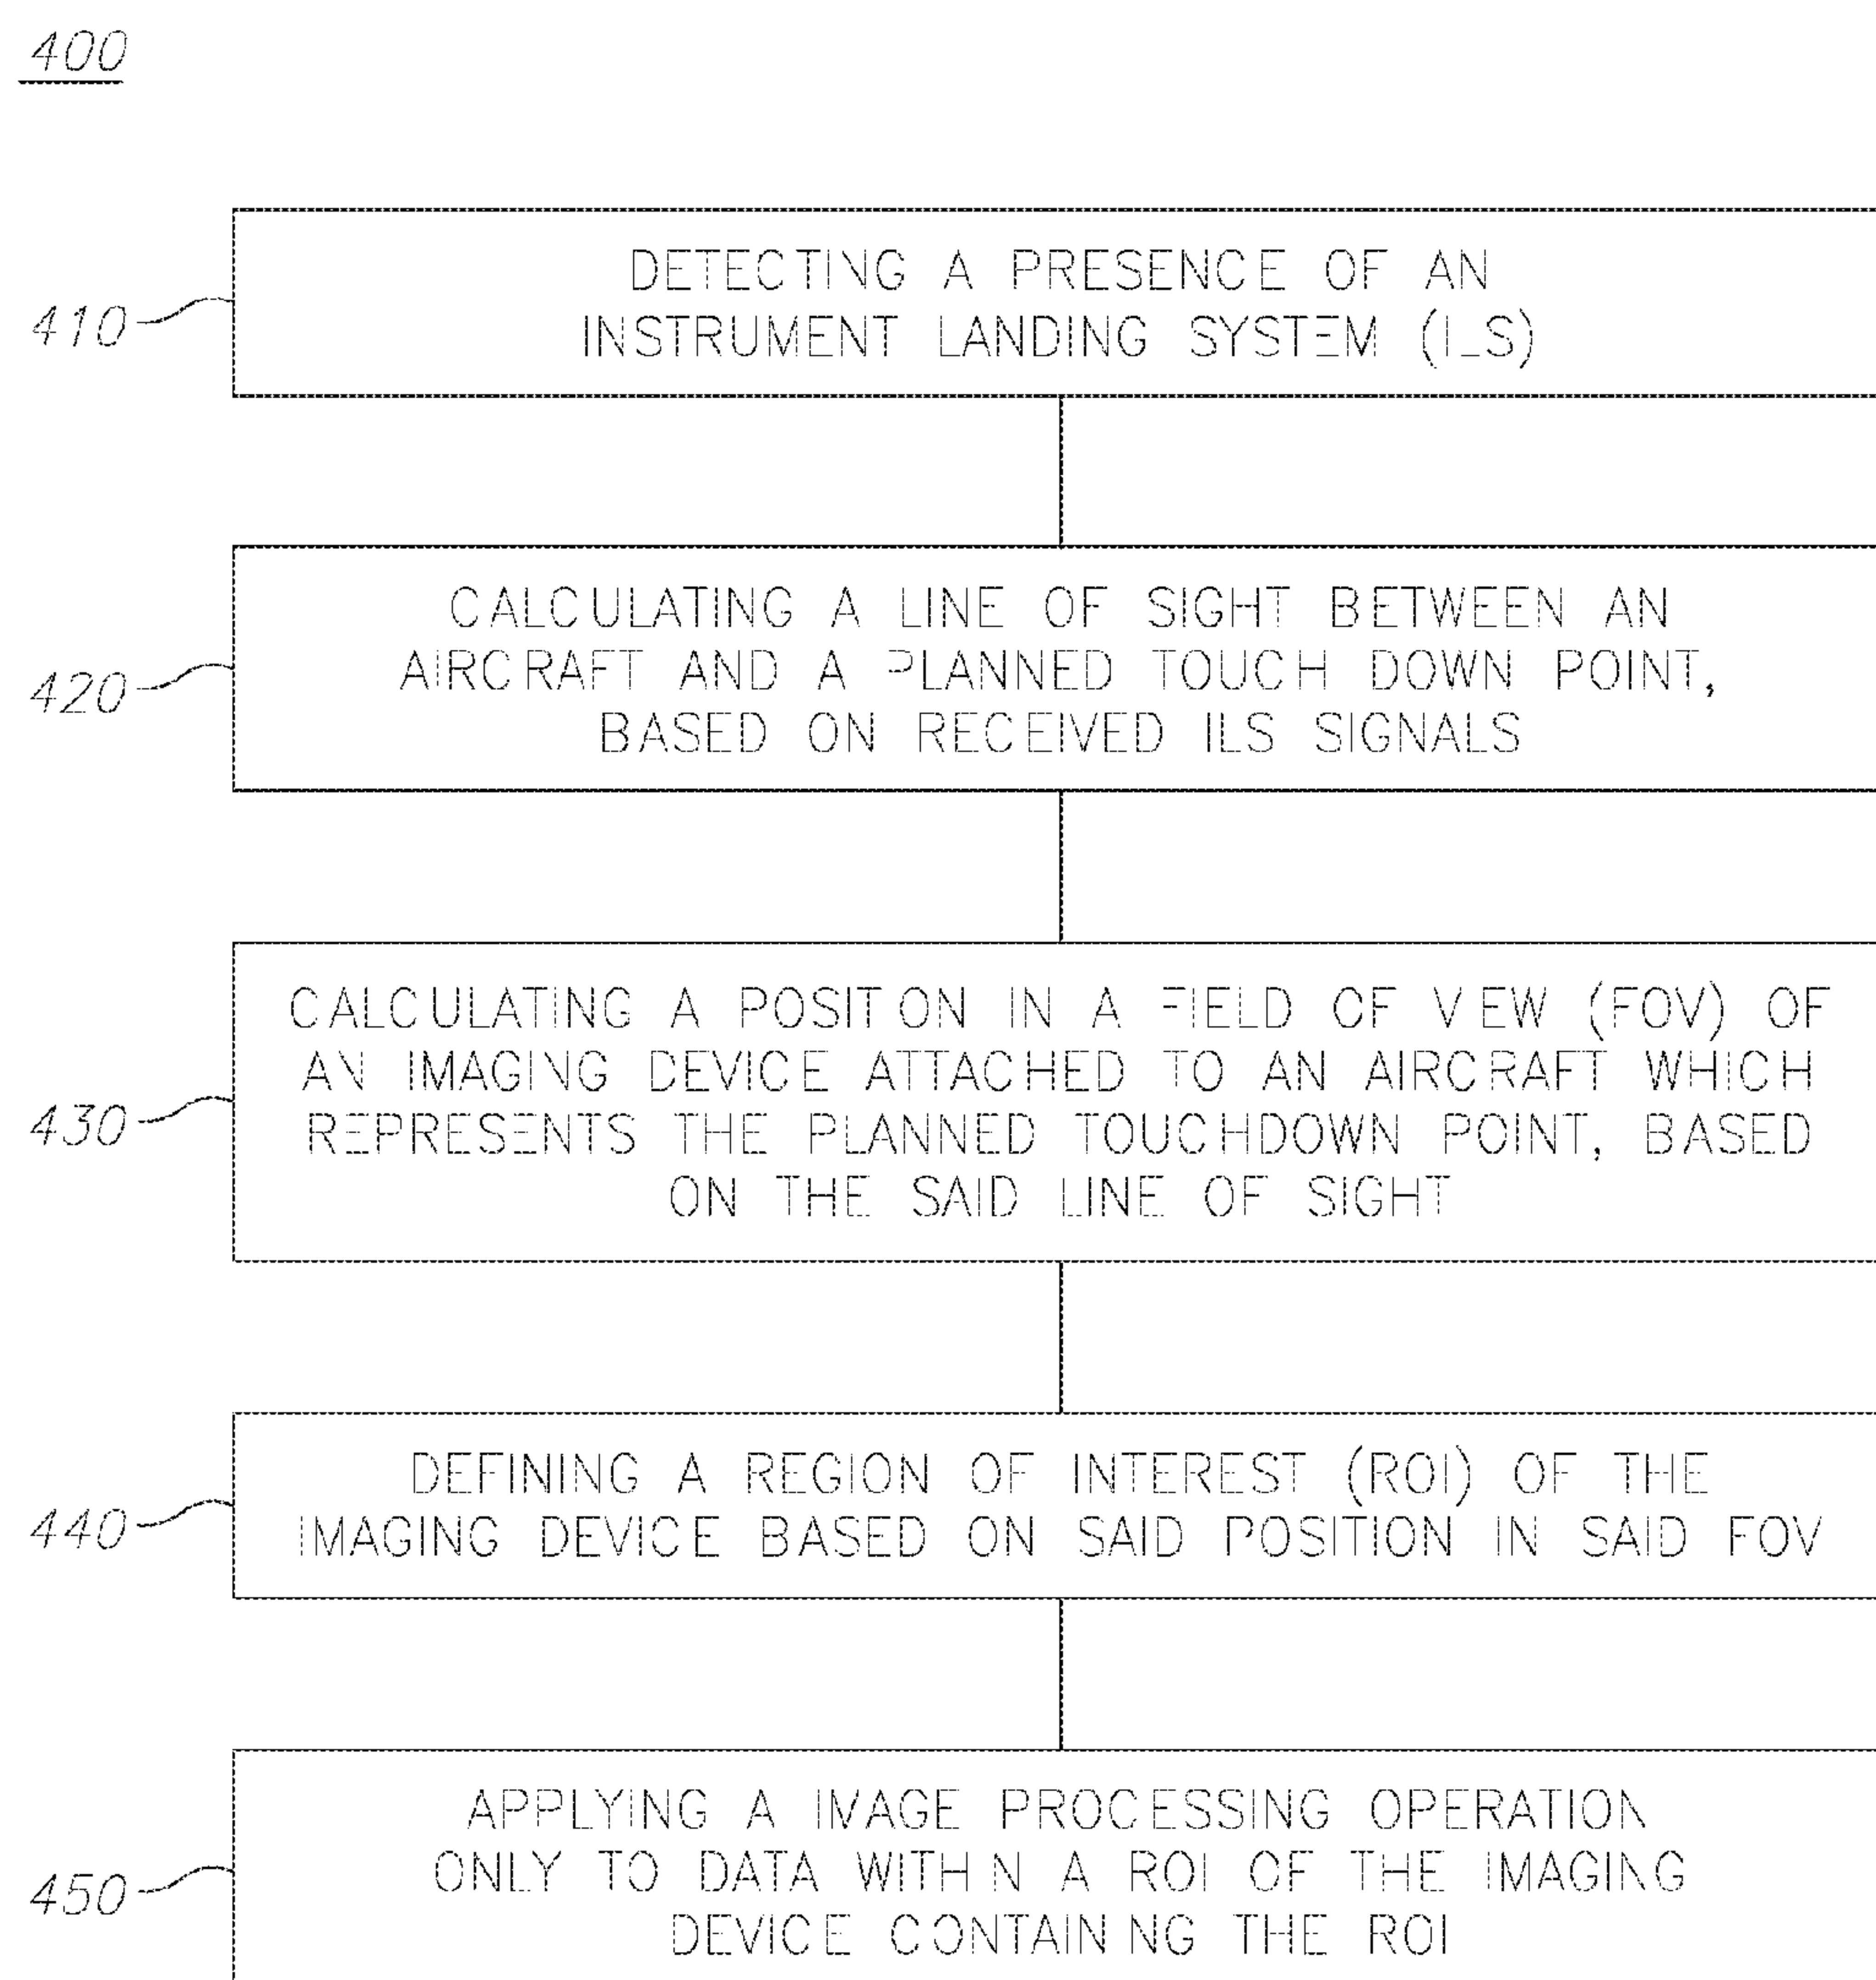 400
410
DETECTING A PRESENCE OF AN
INSTRUMENT LANDING SYSTEM (ILS)
420
CALCULATING A LINE OF SIGHT BETWEEN AN
AIRCRAFT AND A PLANNED TOUCH DOWN POINT,
BASED ON RECEIVED ILS SIGNALS
430
CALCULATING A POSITION IN A FIELD OF VIEW (FOV) OF
AN IMAGING DEVICE ATTACHED TO AN AIRCRAFT WHICH
REPRESENTS THE PLANNED TOUCHDOWN POINT, BASED
ON THE SAID LINE OF SIGHT
440
DEFINING A REGION OF INTEREST (ROI) OF THE
IMAGING DEVICE BASED ON SAID POSITION IN SAID FOV
450
APPLYING A IMAGE PROCESSING OPERATION
ONLY TO DATA WITHIN A ROI OF THE IMAGING
DEVICE CONTAINING THE ROI